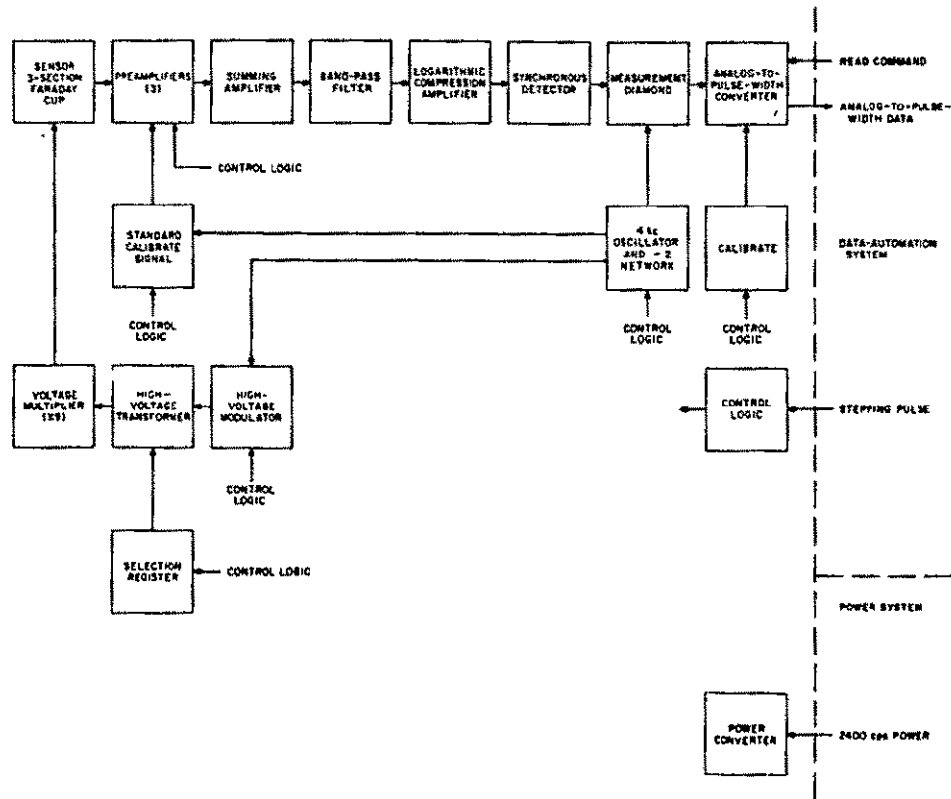 SENSOR
3-SECTION
FARADAY
CUP
PREAMPLIFIERS
(3)
SUMMING
AMPLIFIER
BAND-PASS
FILTER
LOGARITHMIC
COMPRESSION
AMPLIFIER
SYNCHRONOUS
DETECTOR
MEASUREMENT
DIAMOND
ANALOG-TO-
PULSE-WIDTH
CONVERTER
READ COMMAND
ANALOG-TO-PULSE-
WIDTH DATA
CONTROL LOGIC
STANDARD
CALIBRATE
SIGNAL
4 kc
OSCILLATOR
AND ÷ 2
NETWORK
CALIBRATE
DATA-AUTOMATION
SYSTEM
CONTROL
LOGIC
CONTROL
LOGIC
CONTROL
LOGIC
VOLTAGE
MULTIPLIER
HIGH-
VOLTAGE
TRANSFORMER
HIGH-
VOLTAGE
MODULATOR
CONTROL
LOGIC
STEPPING PULSE
CONTROL
LOGIC
SELECTION
REGISTER
CONTROL LOGIC
POWER SYSTEM
POWER
CONVERTER
2400 cps POWER